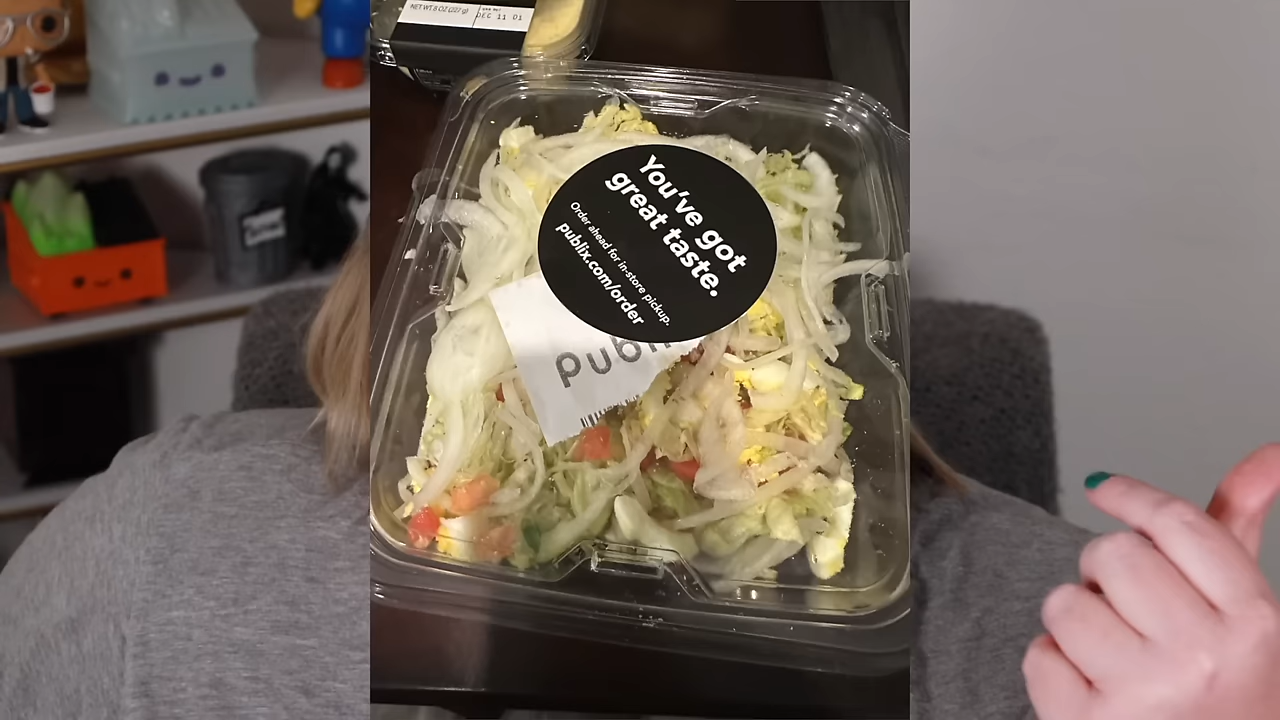 NET WT 8 OZ (227 g)
DEC 11 01
You've got
great taste.
Order ahead for in-store pickup.
publix.com/order
Publi